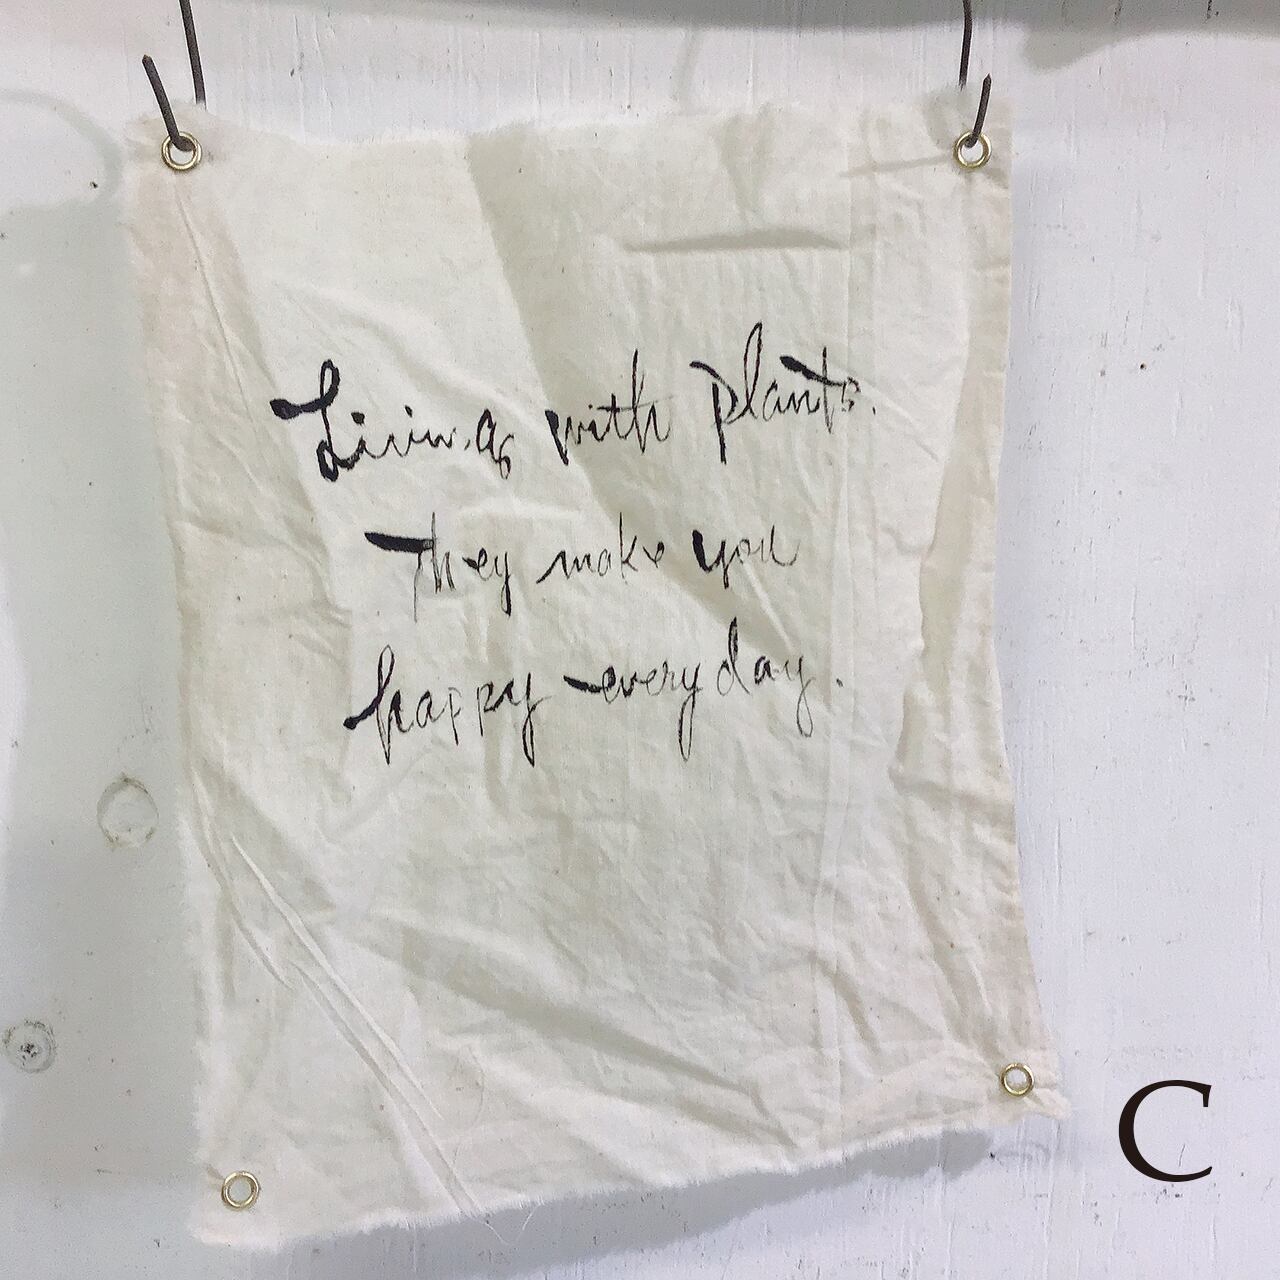 Living with plants.
They make you
happy every day.
C